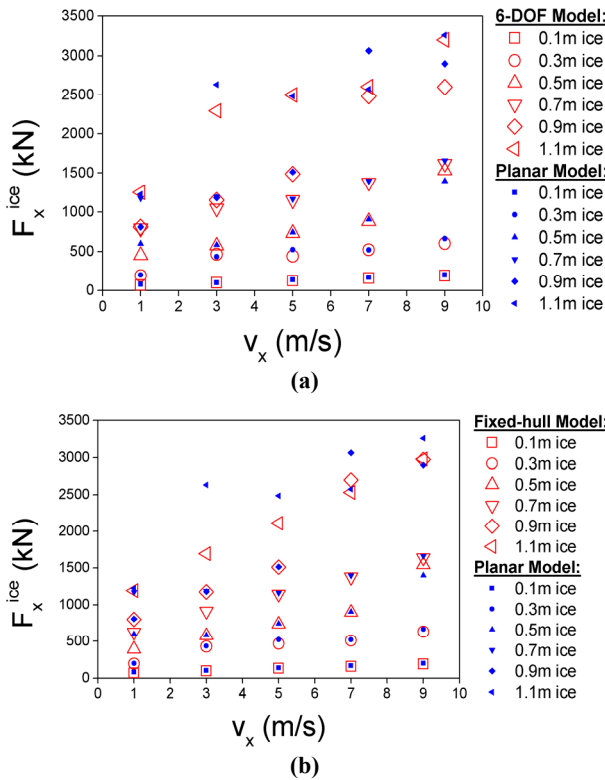 6-DOF Model:
0.1m ice
0.3m ice
0.5m ice
0.7m ice
0.9m ice
1.1m ice
Planar Model:
0.1m ice
0.3m ice
0.5m ice
0.7m ice
0.9m ice
1.1m ice
3500
3000
2500
2000
1500
1000
500
0
F_x^ice (kN)
0 1 2 3 4 5 6 7 8 9 10
v_x (m/s)
(a)
Fixed-hull Model:
0.1m ice
0.3m ice
0.5m ice
0.7m ice
0.9m ice
1.1m ice
Planar Model:
0.1m ice
0.3m ice
0.5m ice
0.7m ice
0.9m ice
1.1m ice
3500
3000
2500
2000
1500
1000
500
0
F_x^ice (kN)
0 1 2 3 4 5 6 7 8 9 10
v_x (m/s)
(b)